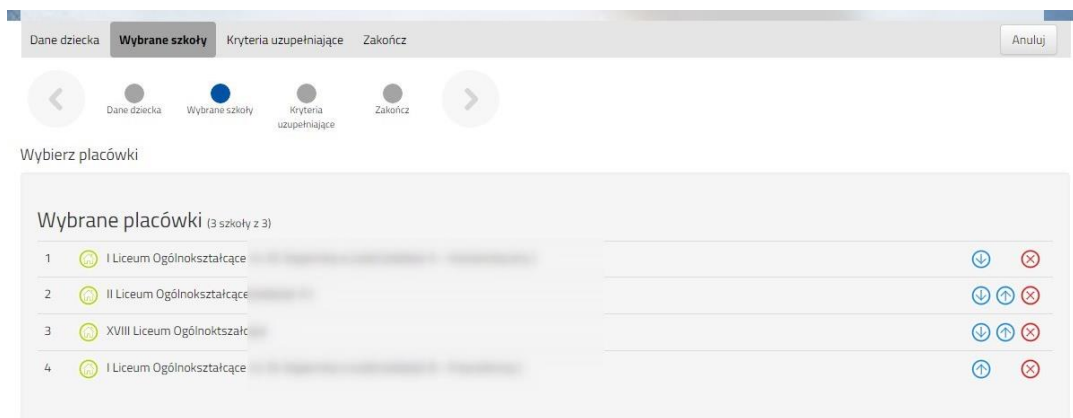 Dane dziecka Wybrane szkoły Kryteria uzupełniające Zakończ Anuluj
Dane dziecka Wybrane szkoły Kryteria Zakończ
uzupełniające
Wybierz placówki
Wybrane placówki (3 szkoły z 3)
1 I Liceum Ogólnokształcące
2 II Liceum Ogólnokształcące
3 XVIII Liceum Ogólnoktszałc
4 I Liceum Ogólnokształcące